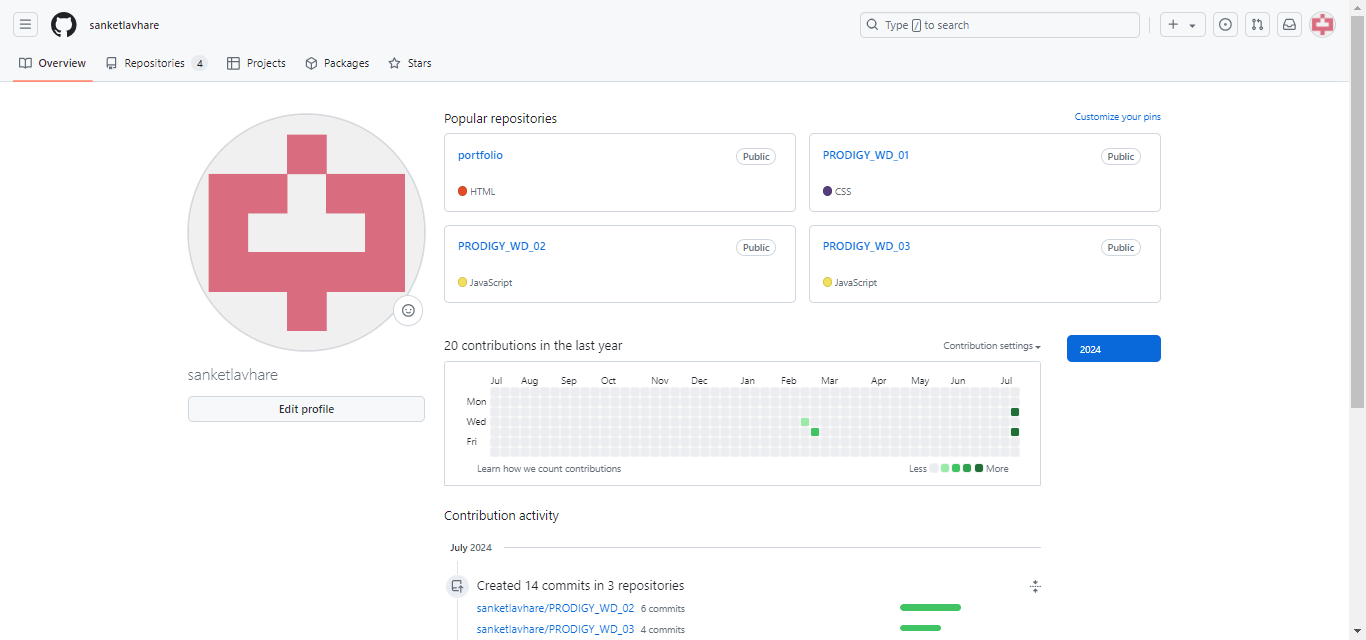 sanketlavhare
Type / to search
Overview
Repositories 4
Projects
Packages
Stars
Popular repositories
Customize your pins
portfolio
Public
HTML
PRODIGY_WD_01
Public
CSS
PRODIGY_WD_02
Public
JavaScript
PRODIGY_WD_03
Public
JavaScript
sanketlavhare
Edit profile
20 contributions in the last year
Contribution settings
2024
Jul Aug Sep Oct Nov Dec Jan Feb Mar Apr May Jun Jul
Mon
Wed
Fri
Learn how we count contributions
Less More
Contribution activity
July 2024
Created 14 commits in 3 repositories
sanketlavhare/PRODIGY_WD_02 6 commits
sanketlavhare/PRODIGY_WD_03 4 commits